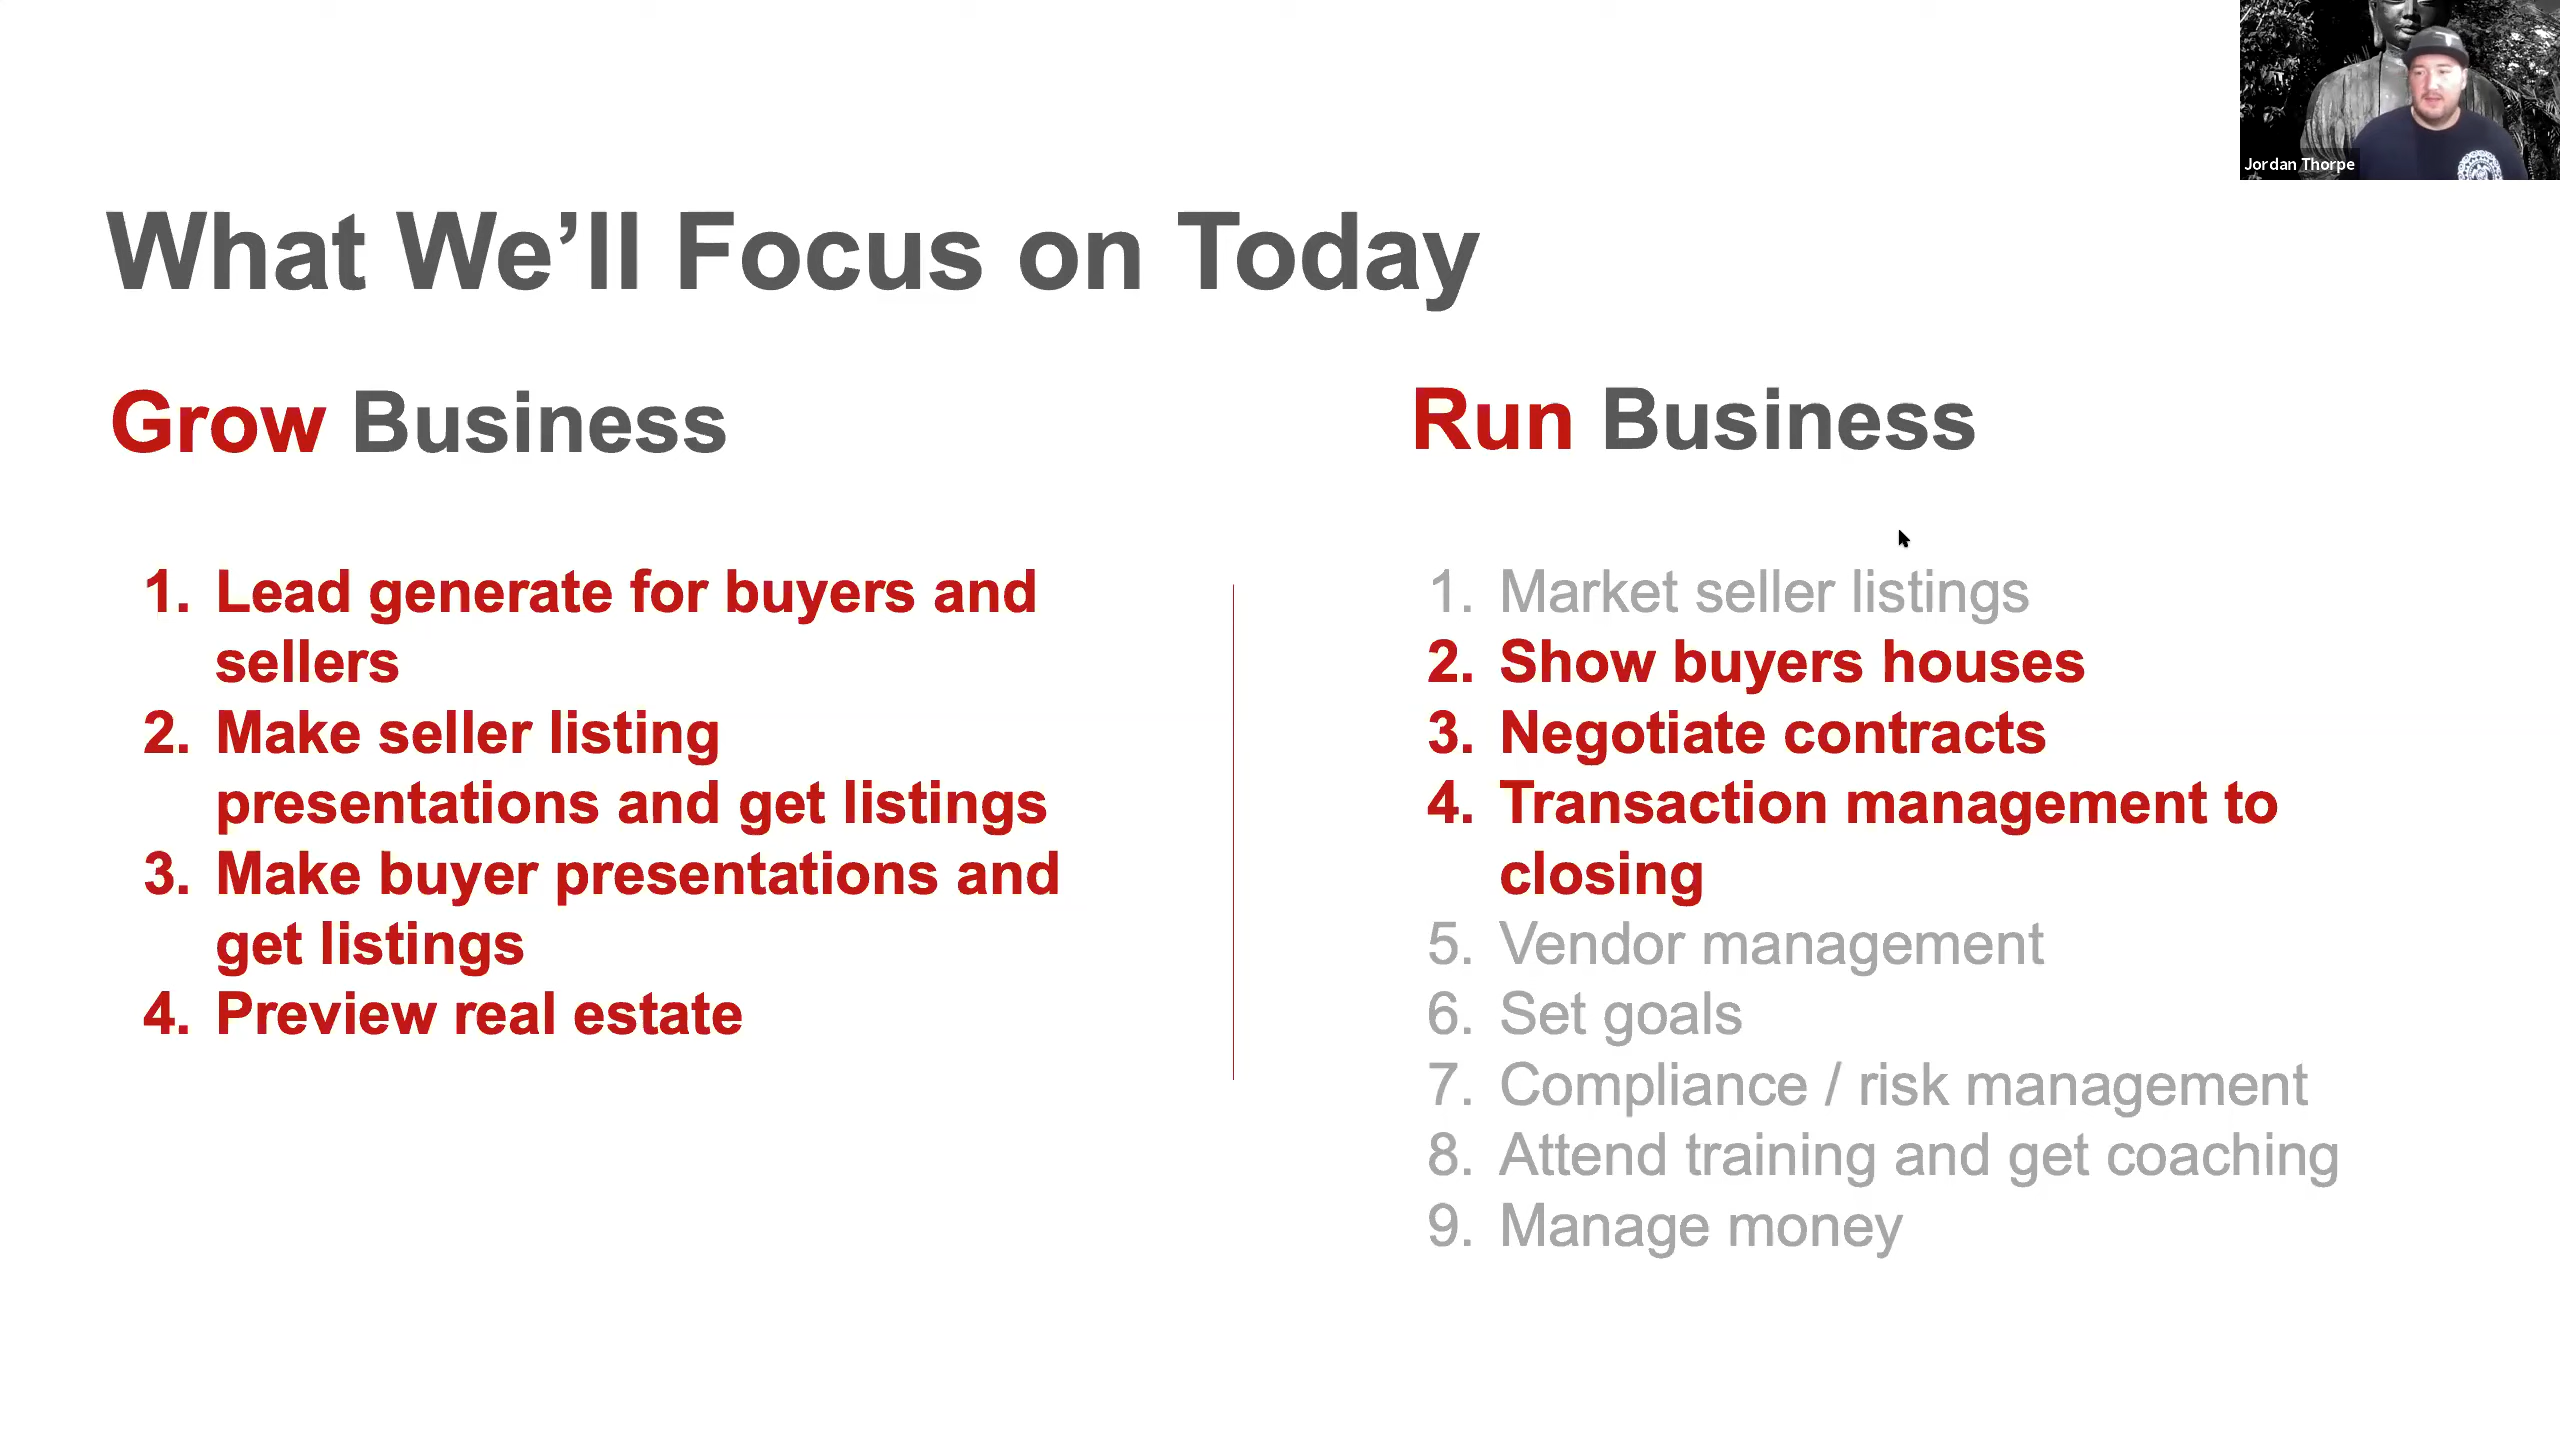 Jordan Thorpe
What We’ll Focus on Today
Grow Business
1. Lead generate for buyers and
sellers
2. Make seller listing
presentations and get listings
3. Make buyer presentations and
get listings
4. Preview real estate
Run Business
1. Market seller listings
2. Show buyers houses
3. Negotiate contracts
4. Transaction management to
closing
5. Vendor management
6. Set goals
7. Compliance / risk management
8. Attend training and get coaching
9. Manage money